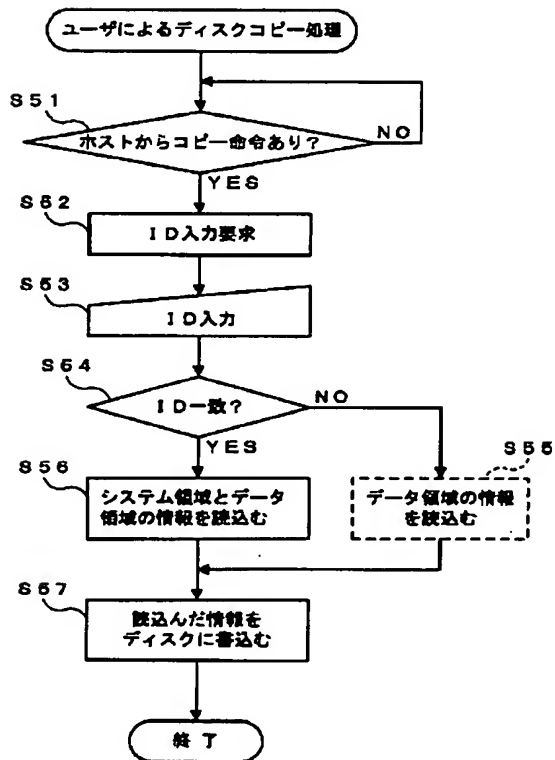 ユーザによるディスクコピー処理
S51
ホストからコピー命令あり?
NO
YES
S52
ID入力要求
S53
ID入力
S54
ID一致?
NO
YES
S55
S56
システム領域とデータ
領域の情報を読込む
データ領域の情報
を読込む
S57
読込んだ情報を
ディスクに書込む
終了